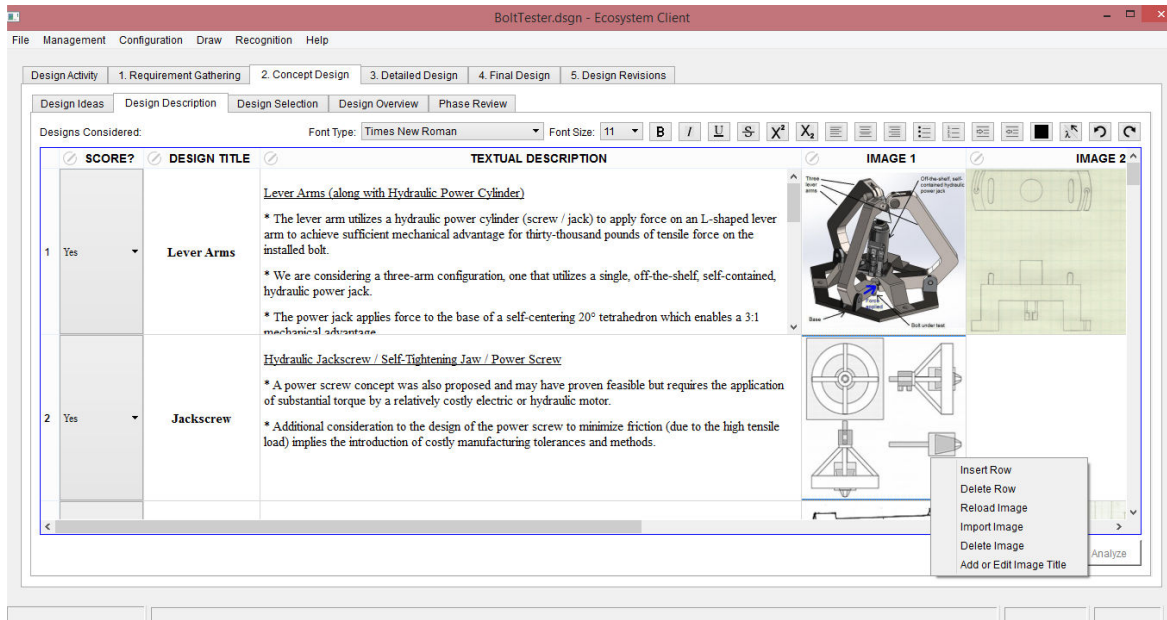 BoltTester.dsgn - Ecosystem Client
File Management Configuration Draw Recognition Help
Design Activity 1. Requirement Gathering 2. Concept Design 3. Detailed Design 4. Final Design 5. Design Revisions
Design Ideas Design Description Design Selection Design Overview Phase Review
Designs Considered: Font Type: Times New Roman Font Size: 11 B I U S X² X₂
SCORE? DESIGN TITLE TEXTUAL DESCRIPTION IMAGE 1 IMAGE 2
1 Yes Lever Arms
Lever Arms (along with Hydraulic Power Cylinder)
* The lever arm utilizes a hydraulic power cylinder (screw / jack) to apply force on an L-shaped lever
arm to achieve sufficient mechanical advantage for thirty-thousand pounds of tensile force on the
installed bolt.
* We are considering a three-arm configuration, one that utilizes a single, off-the-shelf, self-contained,
hydraulic power jack.
* The power jack applies force to the base of a self-centering 20° tetrahedron which enables a 3:1
mechanical advantage
Three
lever
arms
Off-the-shelf, self-
contained hydraulic
power jack
Force
applied
Base
Bolt under test
2 Yes Jackscrew
Hydraulic Jackscrew / Self-Tightening Jaw / Power Screw
* A power screw concept was also proposed and may have proven feasible but requires the application
of substantial torque by a relatively costly electric or hydraulic motor.
* Additional consideration to the design of the power screw to minimize friction (due to the high tensile
load) implies the introduction of costly manufacturing tolerances and methods.
Insert Row
Delete Row
Reload Image
Import Image
Delete Image
Add or Edit Image Title
Analyze